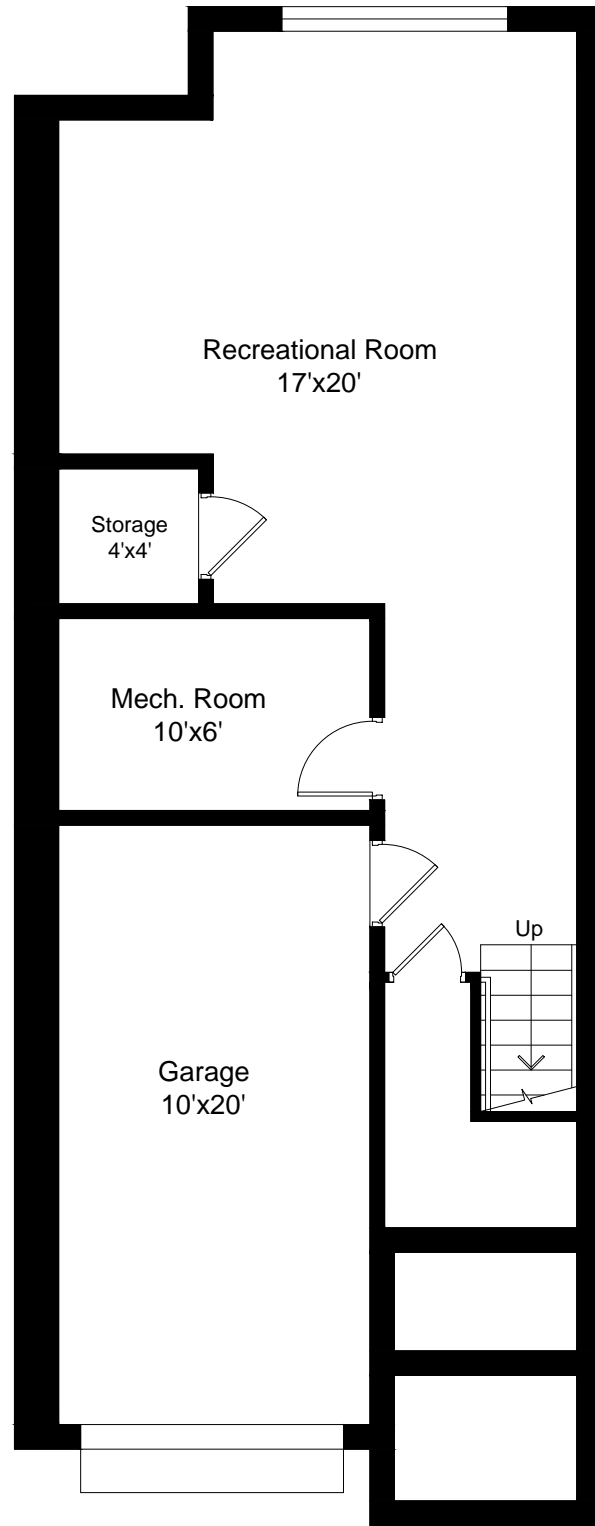 Recreational Room
17'x20'
Storage
4'x4'
Mech. Room
10'x6'
Up
Garage
10'x20'